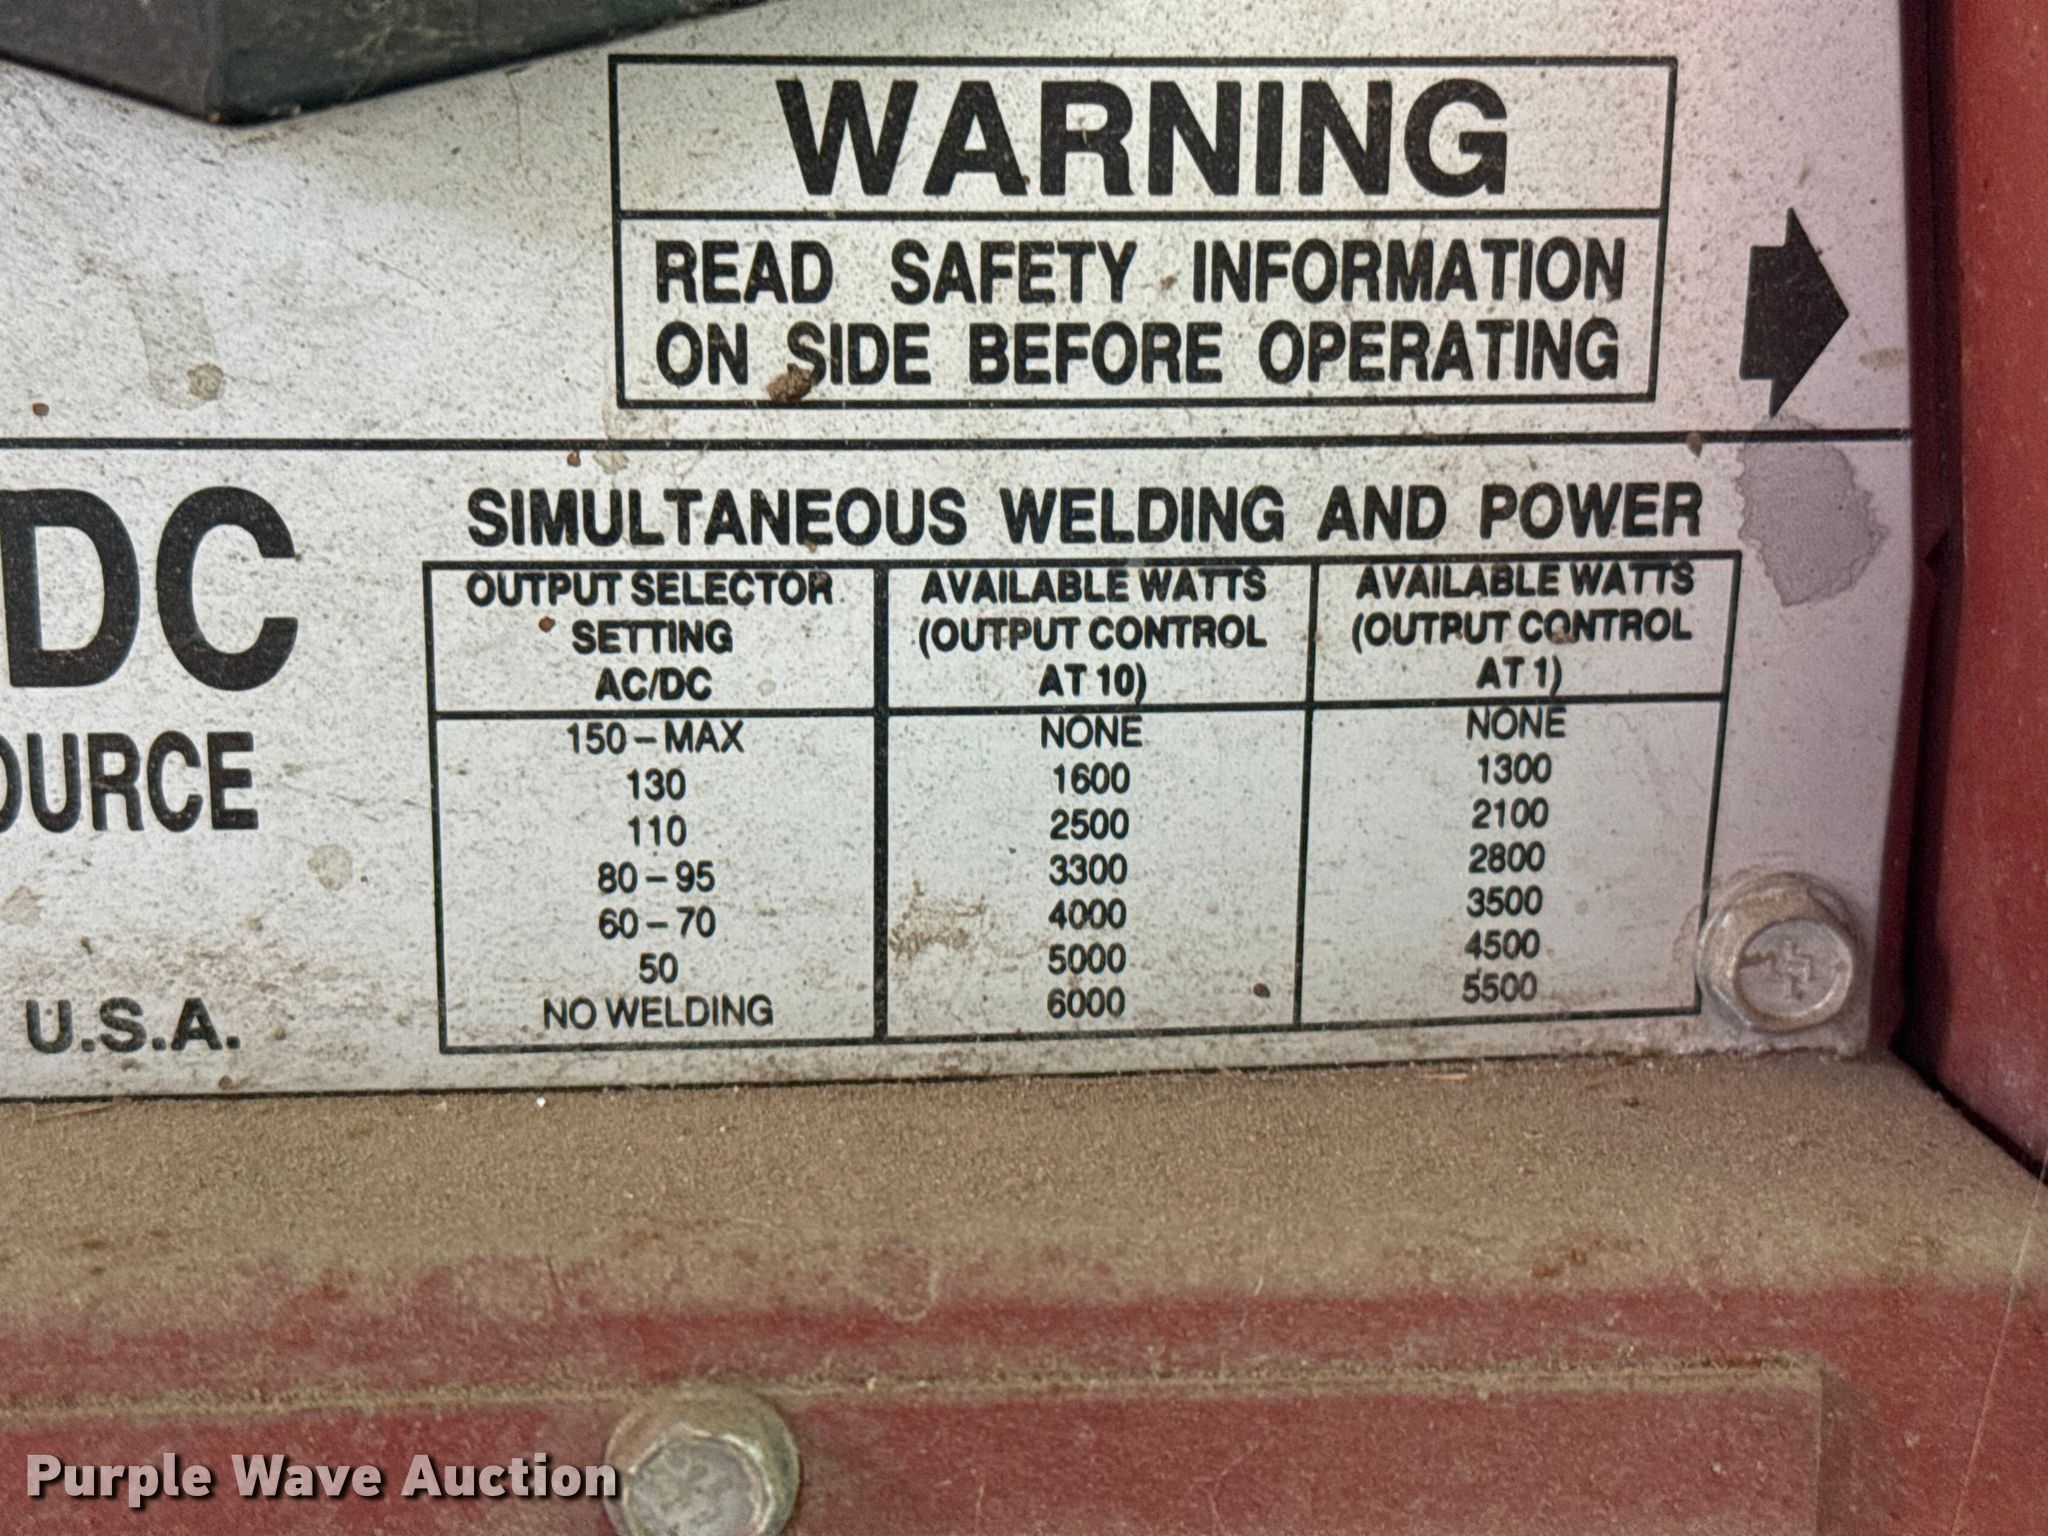 WARNING
READ SAFETY INFORMATION
ON SIDE BEFORE OPERATING
DC
OURCE
U.S.A.
SIMULTANEOUS WELDING AND POWER
OUTPUT SELECTOR SETTING AC/DC AVAILABLE WATTS (OUTPUT CONTROL AT 10) AVAILABLE WATTS (OUTPUT CONTROL AT 1)
150 – MAX NONE NONE
130 1600 1300
110 2500 2100
80 – 95 3300 2800
60 – 70 4000 3500
50 5000 4500
NO WELDING 6000 5500
Purple Wave Auction